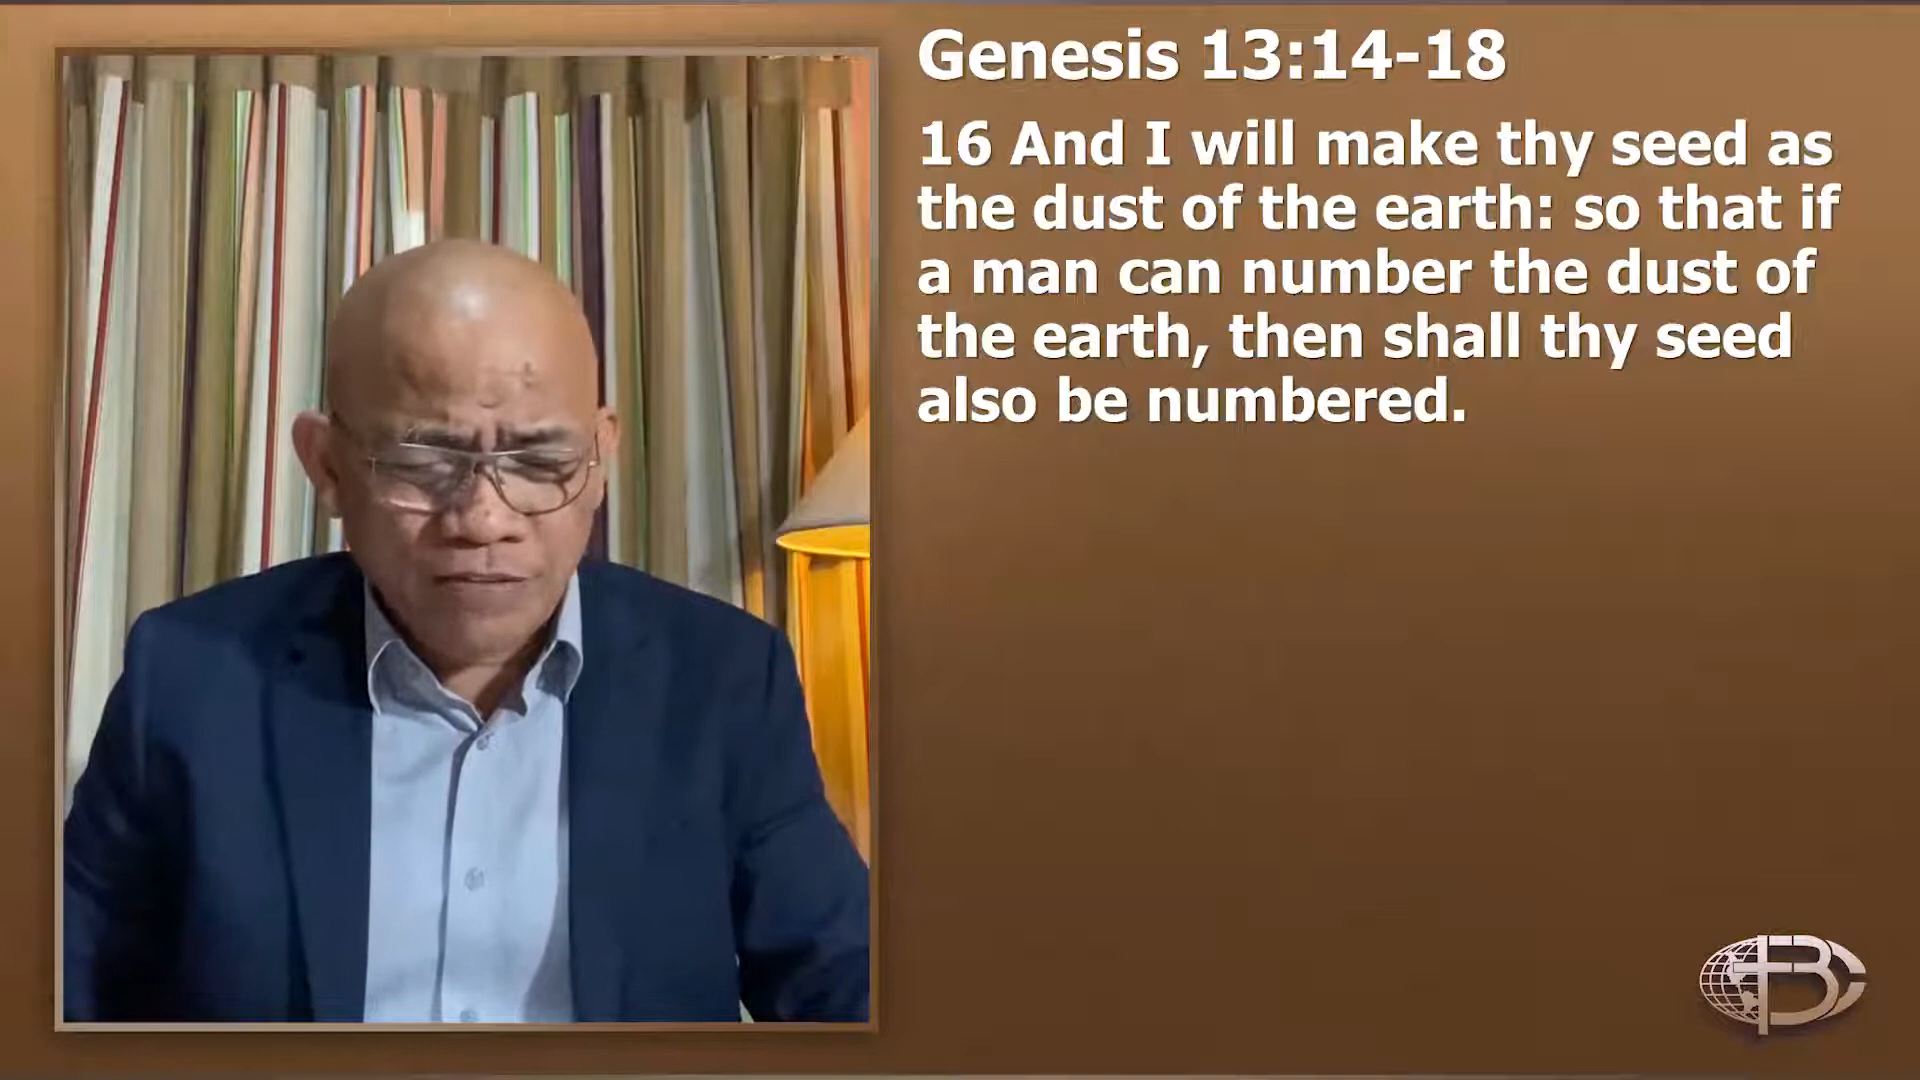 Genesis 13:14-18
16 And I will make thy seed as
the dust of the earth: so that if
a man can number the dust of
the earth, then shall thy seed
also be numbered.
FBC